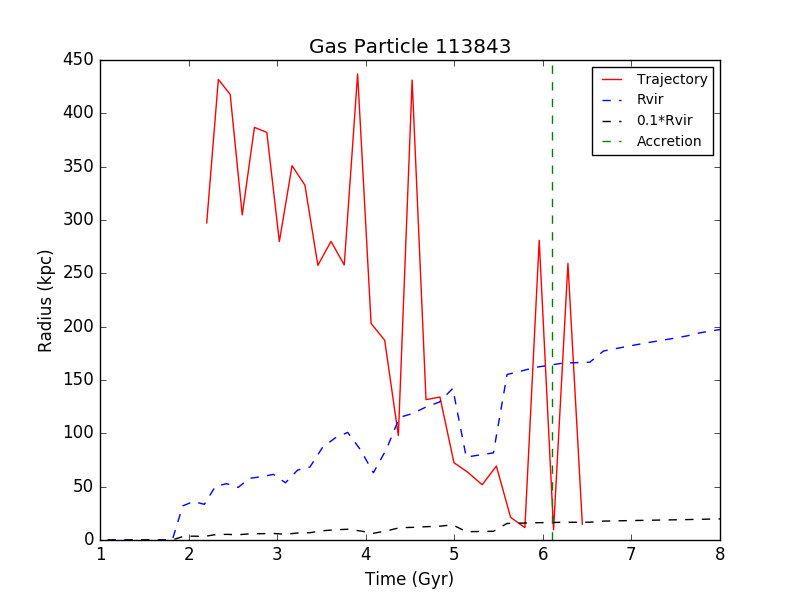 Gas Particle 113843
450
400
350
300
250
200
150
100
50
0
Radius (kpc)
Trajectory
Rvir
0.1*Rvir
Accretion
1 2 3 4 5 6 7 8
Time (Gyr)